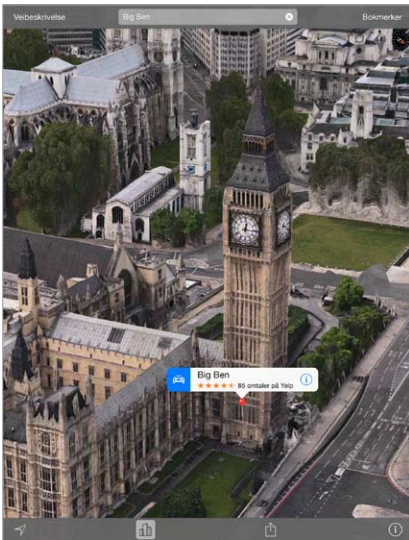 Veibeskrivelse
Big Ben
Bokmerker
Big Ben
85 omtaler på Yelp